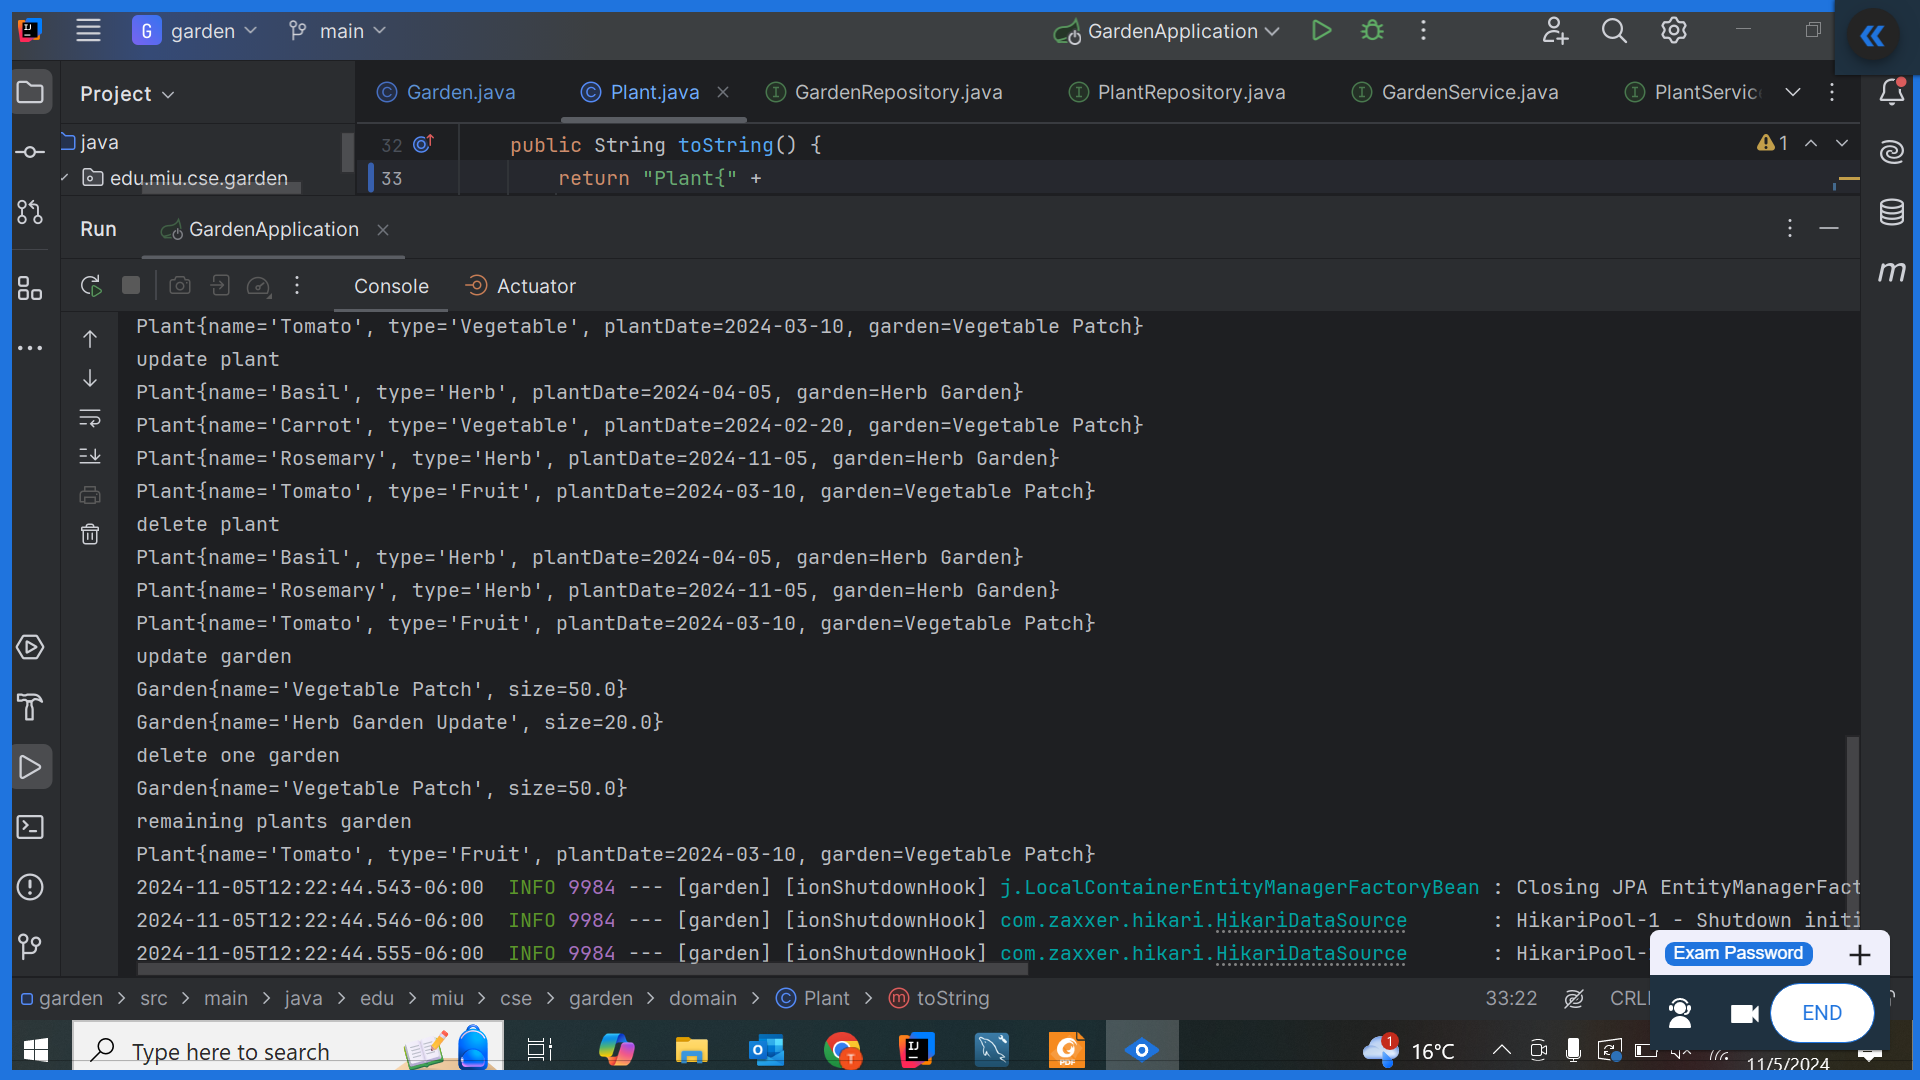 G garden main GardenApplication
Project Garden.java Plant.java GardenRepository.java PlantRepository.java GardenService.java PlantServic
java 32 public String toString() { 1
edu.miu.cse.garden 33 return "Plant{" +
Run GardenApplication
Console Actuator
Plant{name='Tomato', type='Vegetable', plantDate=2024-03-10, garden=Vegetable Patch}
update plant
Plant{name='Basil', type='Herb', plantDate=2024-04-05, garden=Herb Garden}
Plant{name='Carrot', type='Vegetable', plantDate=2024-02-20, garden=Vegetable Patch}
Plant{name='Rosemary', type='Herb', plantDate=2024-11-05, garden=Herb Garden}
Plant{name='Tomato', type='Fruit', plantDate=2024-03-10, garden=Vegetable Patch}
delete plant
Plant{name='Basil', type='Herb', plantDate=2024-04-05, garden=Herb Garden}
Plant{name='Rosemary', type='Herb', plantDate=2024-11-05, garden=Herb Garden}
Plant{name='Tomato', type='Fruit', plantDate=2024-03-10, garden=Vegetable Patch}
update garden
Garden{name='Vegetable Patch', size=50.0}
Garden{name='Herb Garden Update', size=20.0}
delete one garden
Garden{name='Vegetable Patch', size=50.0}
remaining plants garden
Plant{name='Tomato', type='Fruit', plantDate=2024-03-10, garden=Vegetable Patch}
2024-11-05T12:22:44.543-06:00 INFO 9984 --- [garden] [ionShutdownHook] j.LocalContainerEntityManagerFactoryBean : Closing JPA EntityManagerFact
2024-11-05T12:22:44.546-06:00 INFO 9984 --- [garden] [ionShutdownHook] com.zaxxer.hikari.HikariDataSource : HikariPool-1 - Shutdown initi
2024-11-05T12:22:44.555-06:00 INFO 9984 --- [garden] [ionShutdownHook] com.zaxxer.hikari.HikariDataSource : HikariPool-
Exam Password +
garden > src > main > java > edu > miu > cse > garden > domain > Plant > toString 33:22 CRL
END
Type here to search 1 16°C
11/5/2024